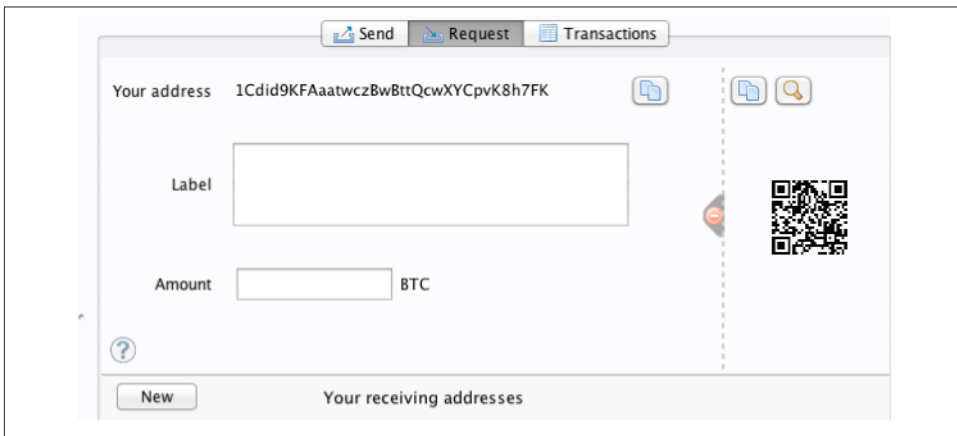 Send Request Transactions
Your address 1Cdid9KFAaatwczBwBttQcwXYCpvK8h7FK
Label
Amount BTC
New Your receiving addresses